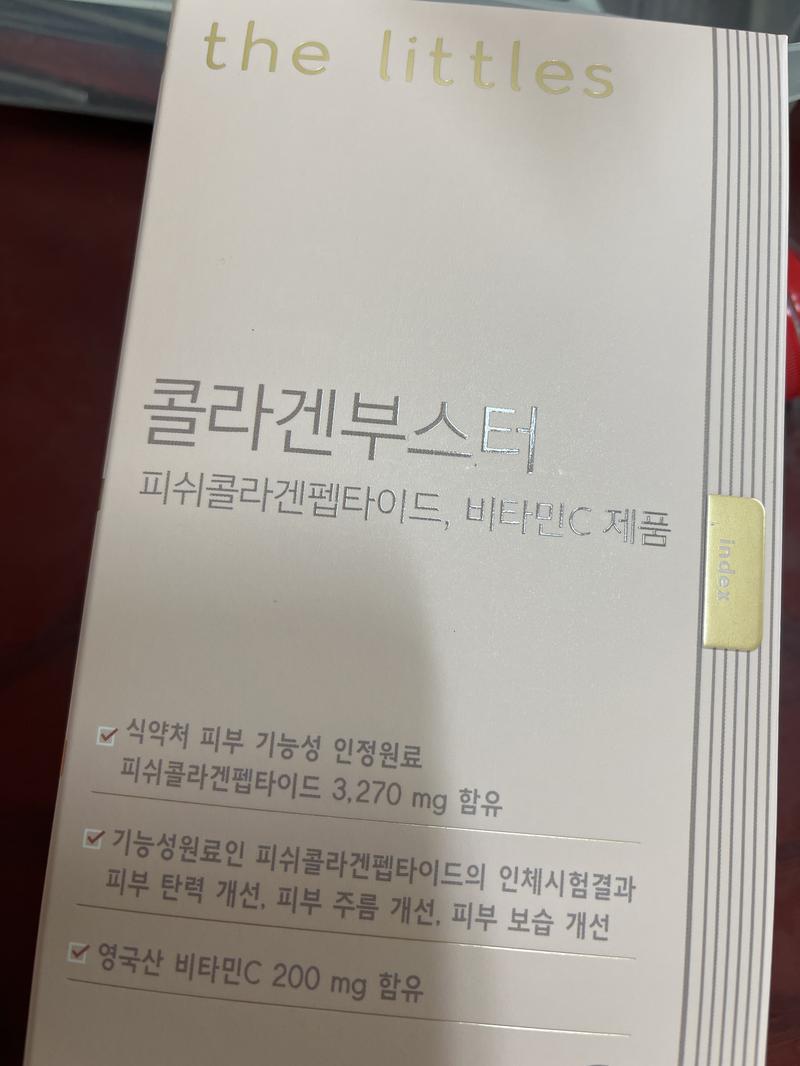 the littles
콜라겐부스터
피쉬콜라겐펩타이드, 비타민C 제품
index
식약처 피부 기능성 인정원료
피쉬콜라겐펩타이드 3,270 mg 함유
기능성원료인 피쉬콜라겐펩타이드의 인체시험결과
피부 탄력 개선, 피부 주름 개선, 피부 보습 개선
영국산 비타민C 200 mg 함유